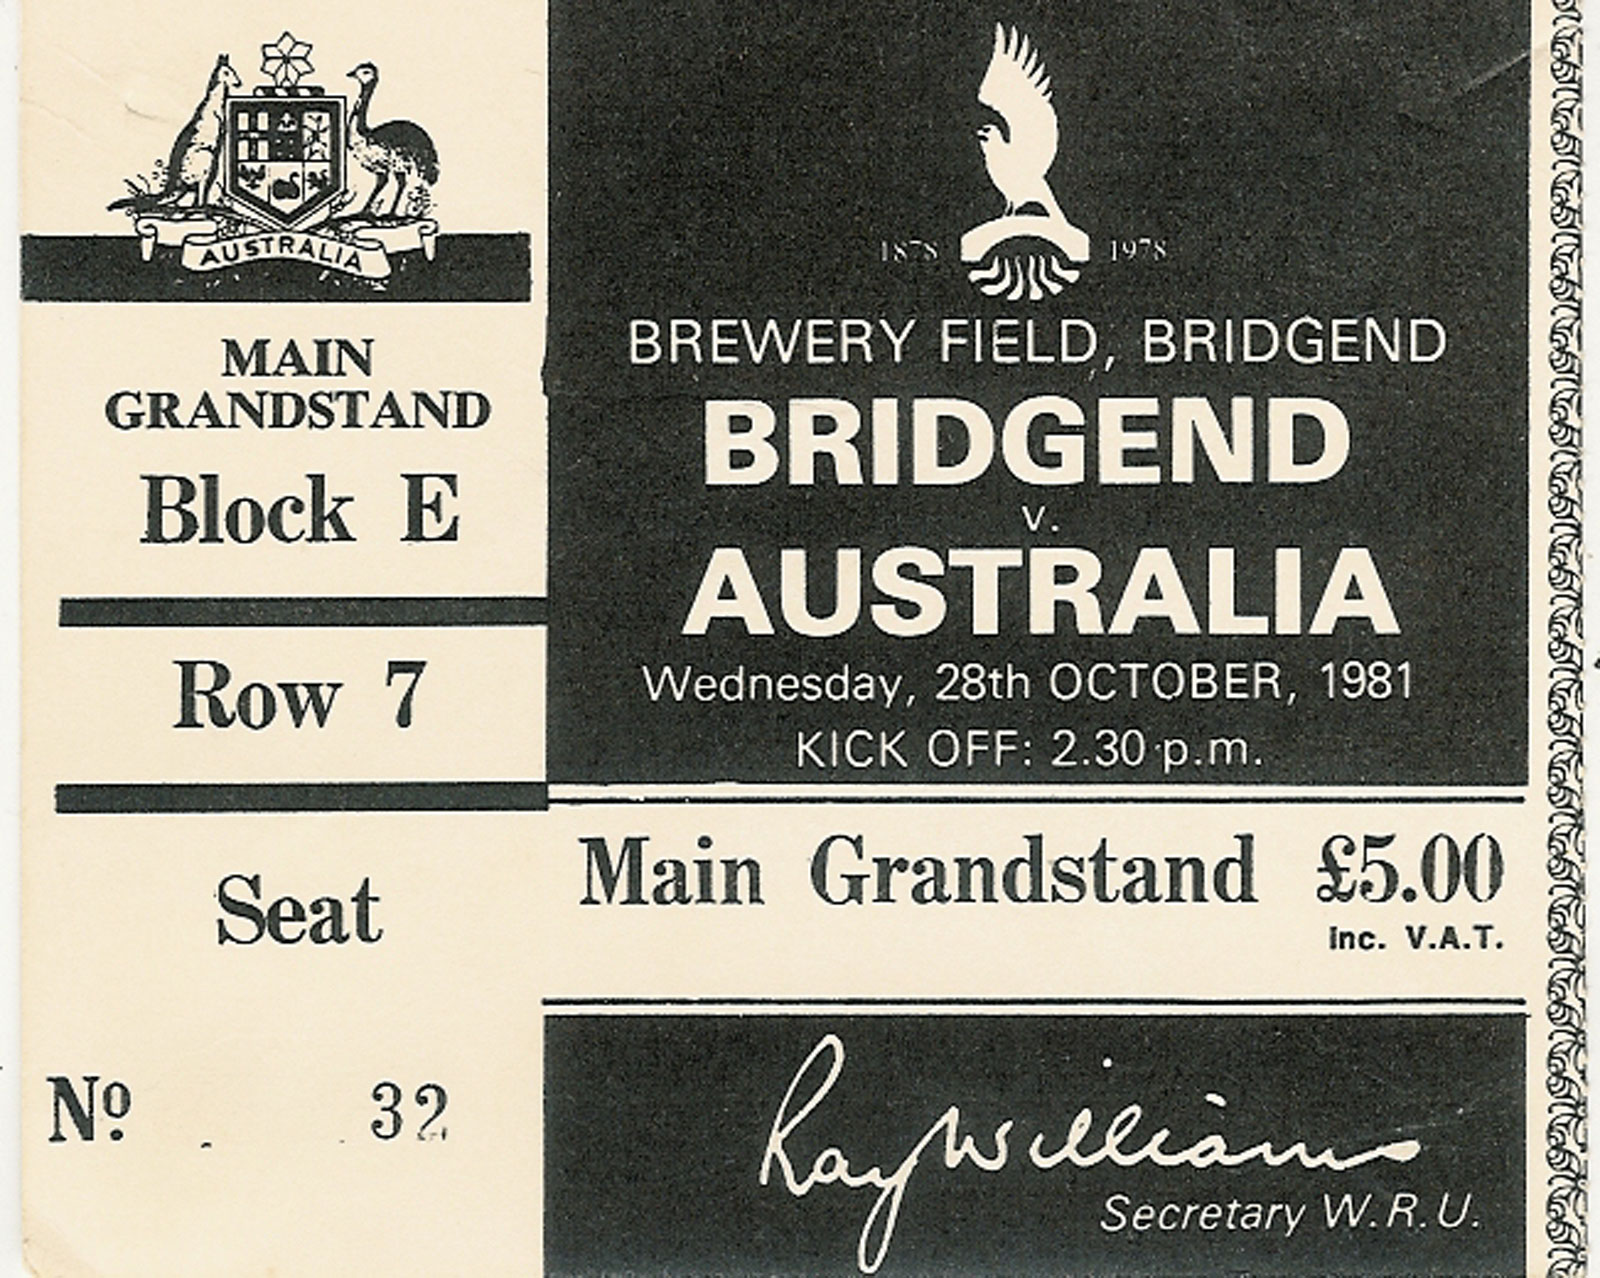 AUSTRALIA
MAIN
GRANDSTAND
Block E
Row 7
Seat
Nº. 32
1878 1978
BREWERY FIELD, BRIDGEND
BRIDGEND
v.
AUSTRALIA
Wednesday, 28th OCTOBER, 1981
KICK OFF: 2.30 p.m.
Main Grandstand £5.00
Inc. V.A.T.
Ray Williams
Secretary W.R.U.